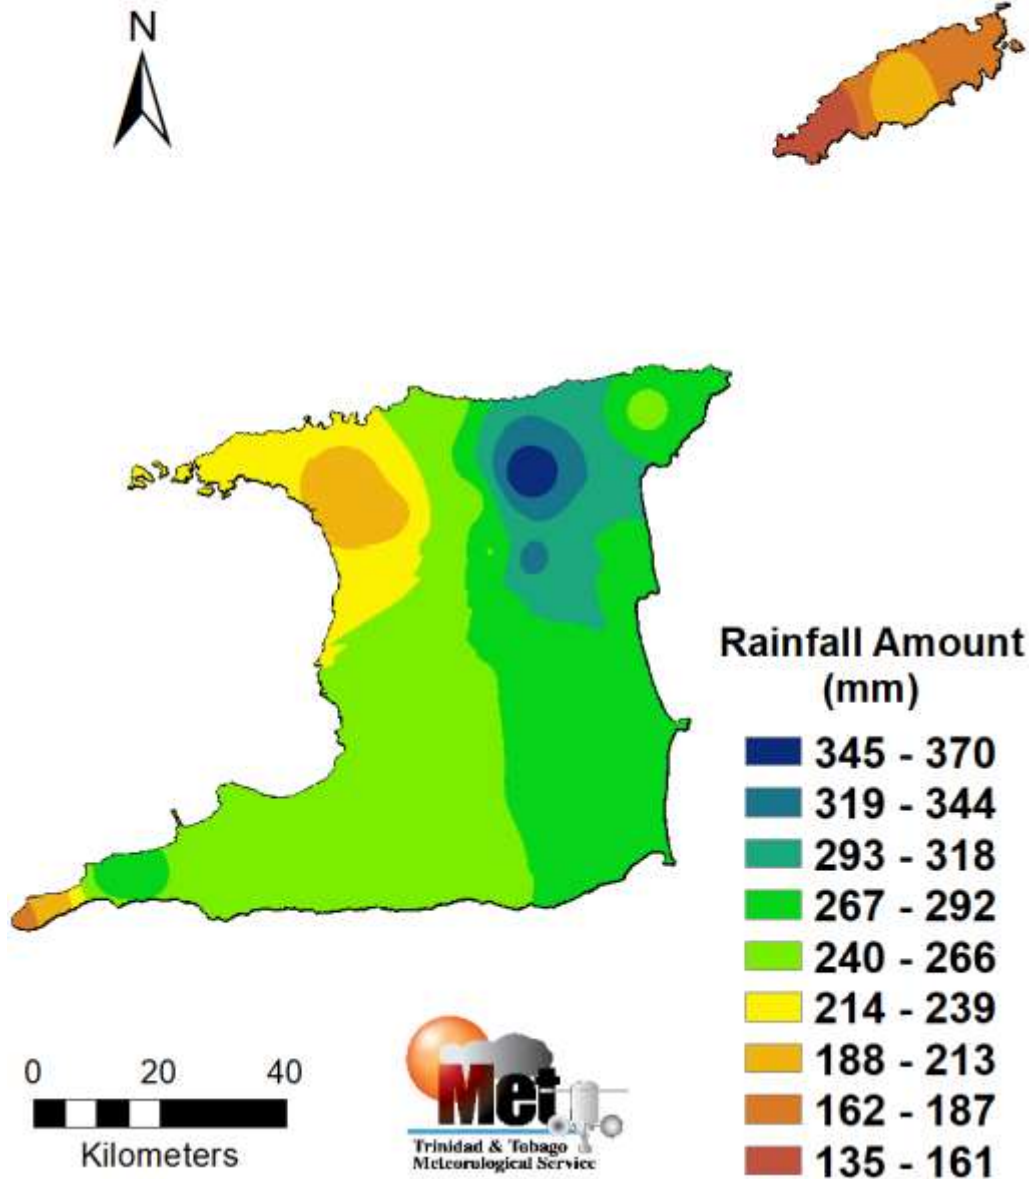 N
Rainfall Amount
(mm)
345 - 370
319 - 344
293 - 318
267 - 292
240 - 266
214 - 239
188 - 213
162 - 187
135 - 161
0 20 40
Kilometers
Met
Trinidad & Tobago
Meteorological Service